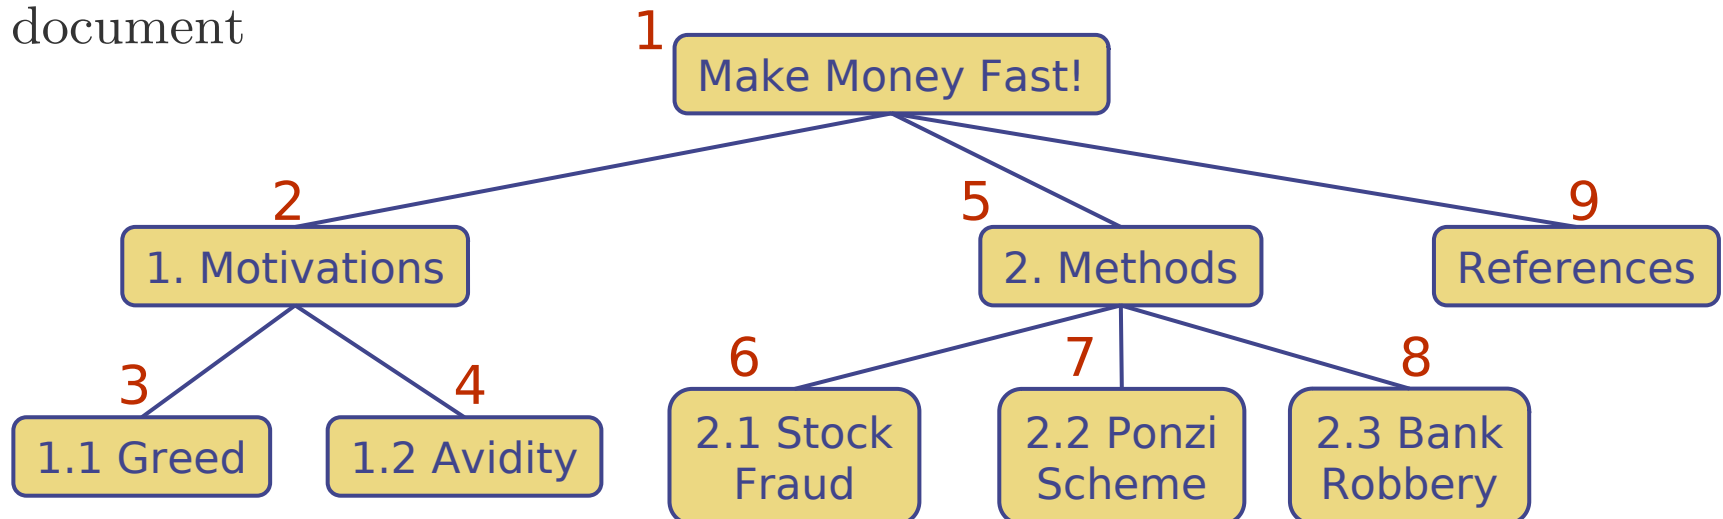 document
1
Make Money Fast!
2
5
9
1. Motivations
2. Methods
References
3
4
6
7
8
1.1 Greed
1.2 Avidity
2.1 Stock
Fraud
2.2 Ponzi
Scheme
2.3 Bank
Robbery